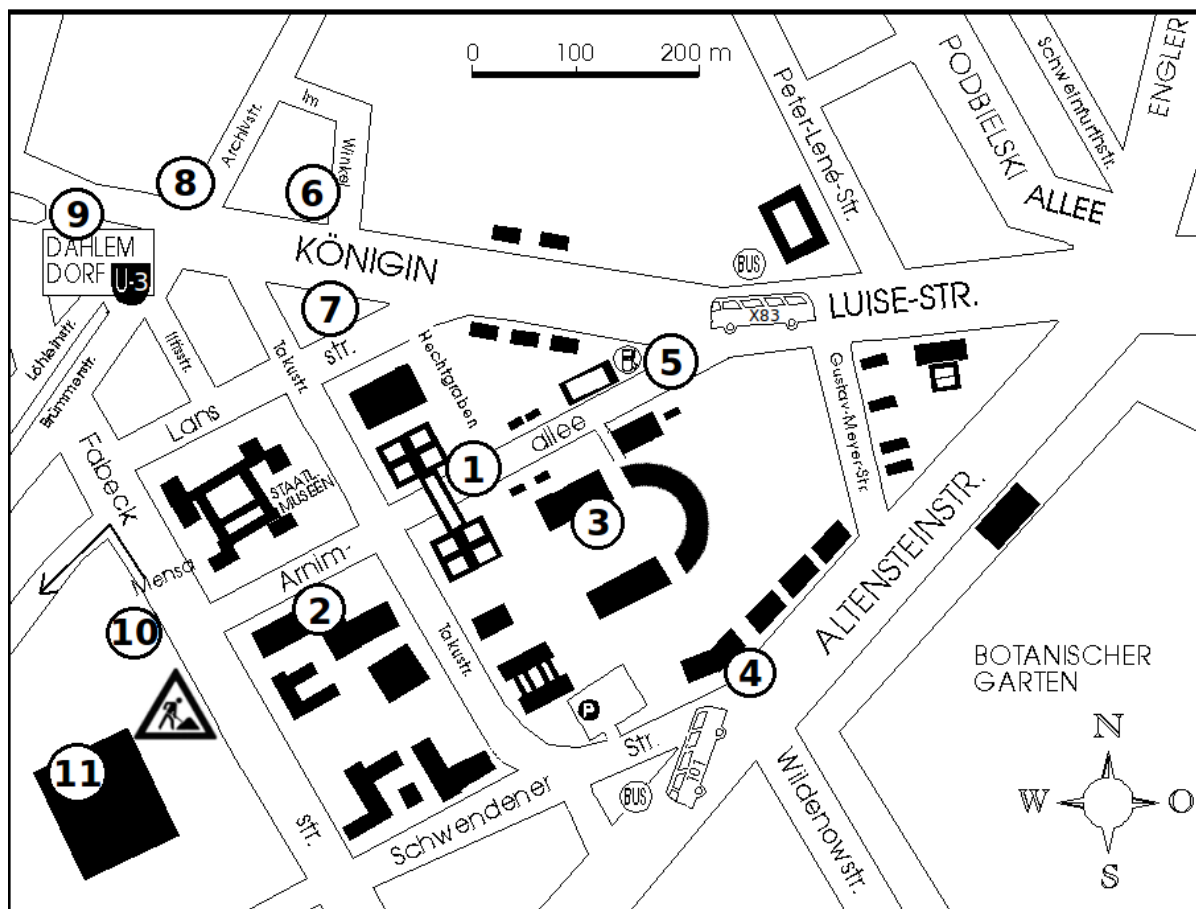 0 100 200 m
Archivstr.
Im
Winkel
Peter-Lené-Str.
PODBIELSKI
ALLEE
Schweinfurthstr.
ENGLER
8
6
9
DAHLEM
DORF U-3
KÖNIGIN
LUISE-STR.
BUS
X83
7
Löhleinstr.
Brümmerstr.
Iltisstr.
Takustr.
Lans
str.
Hechtgraben
5
allee
Gustav-Meyer-Str.
Fabeck
STAATL.
MUSEEN
1
3
Mensa
Arnim-
2
10
Takustr.
4
ALTENSTEINSTR.
BOTANISCHER
GARTEN
P
11
str.
Schwendener
Str.
BUS
101
Wildenowstr.
N
W O
S